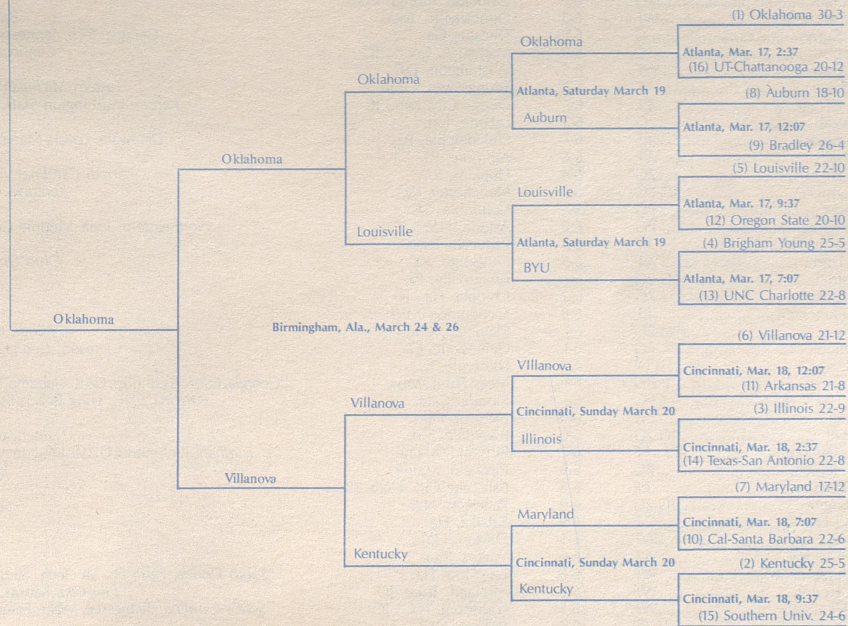 (1) Oklahoma 30-3
Oklahoma
Atlanta, Mar. 17, 2:37
(16) UT-Chattanooga 20-12
Oklahoma
Atlanta, Saturday March 19
(8) Auburn 18-10
Auburn
Atlanta, Mar. 17, 12:07
(9) Bradley 26-4
Oklahoma
(5) Louisville 22-10
Louisville
Atlanta, Mar. 17, 9:37
(12) Oregon State 20-10
Louisville
Atlanta, Saturday March 19
(4) Brigham Young 25-5
BYU
Atlanta, Mar. 17, 7:07
(13) UNC Charlotte 22-8
Oklahoma
Birmingham, Ala., March 24 & 26
(6) Villanova 21-12
VIllanova
Cincinnati, Mar. 18, 12:07
(11) Arkansas 21-8
Villanova
Cincinnati, Sunday March 20
(3) Illinois 22-9
Illinois
Cincinnati, Mar. 18, 2:37
(14) Texas-San Antonio 22-8
Villanova
(7) Maryland 17-12
Maryland
Cincinnati, Mar. 18, 7:07
(10) Cal-Santa Barbara 22-6
Kentucky
Cincinnati, Sunday March 20
(2) Kentucky 25-5
Kentucky
Cincinnati, Mar. 18, 9:37
(15) Southern Univ. 24-6